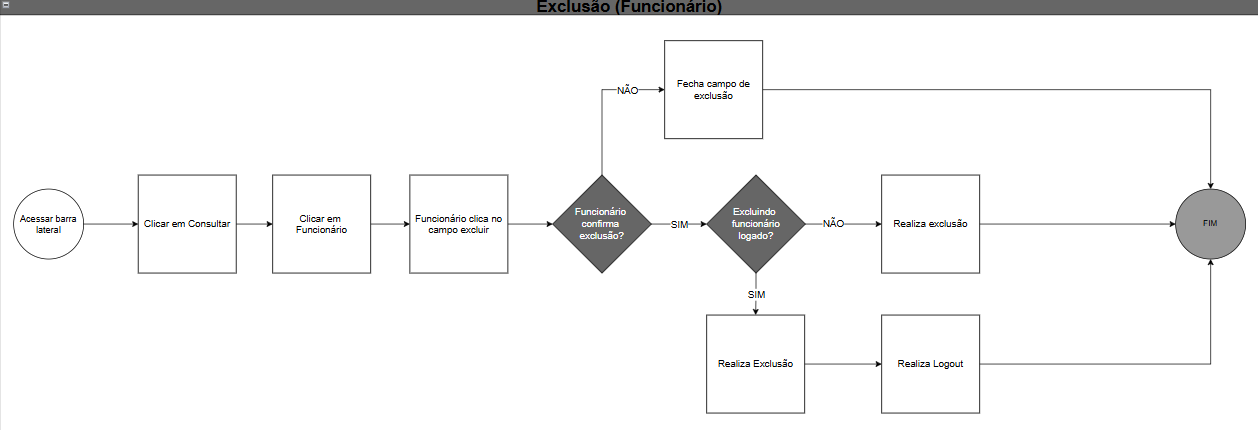 Exclusão (Funcionário)
NÃO
Fecha campo de
exclusão
Acessar barra
lateral
Clicar em Consultar
Clicar em
Funcionário
Funcionário clica no
campo excluir
Funcionário
confirma
exclusão?
SIM
Excluindo
funcionário
logado?
NÃO
Realiza exclusão
FIM
SIM
Realiza Exclusão
Realiza Logout